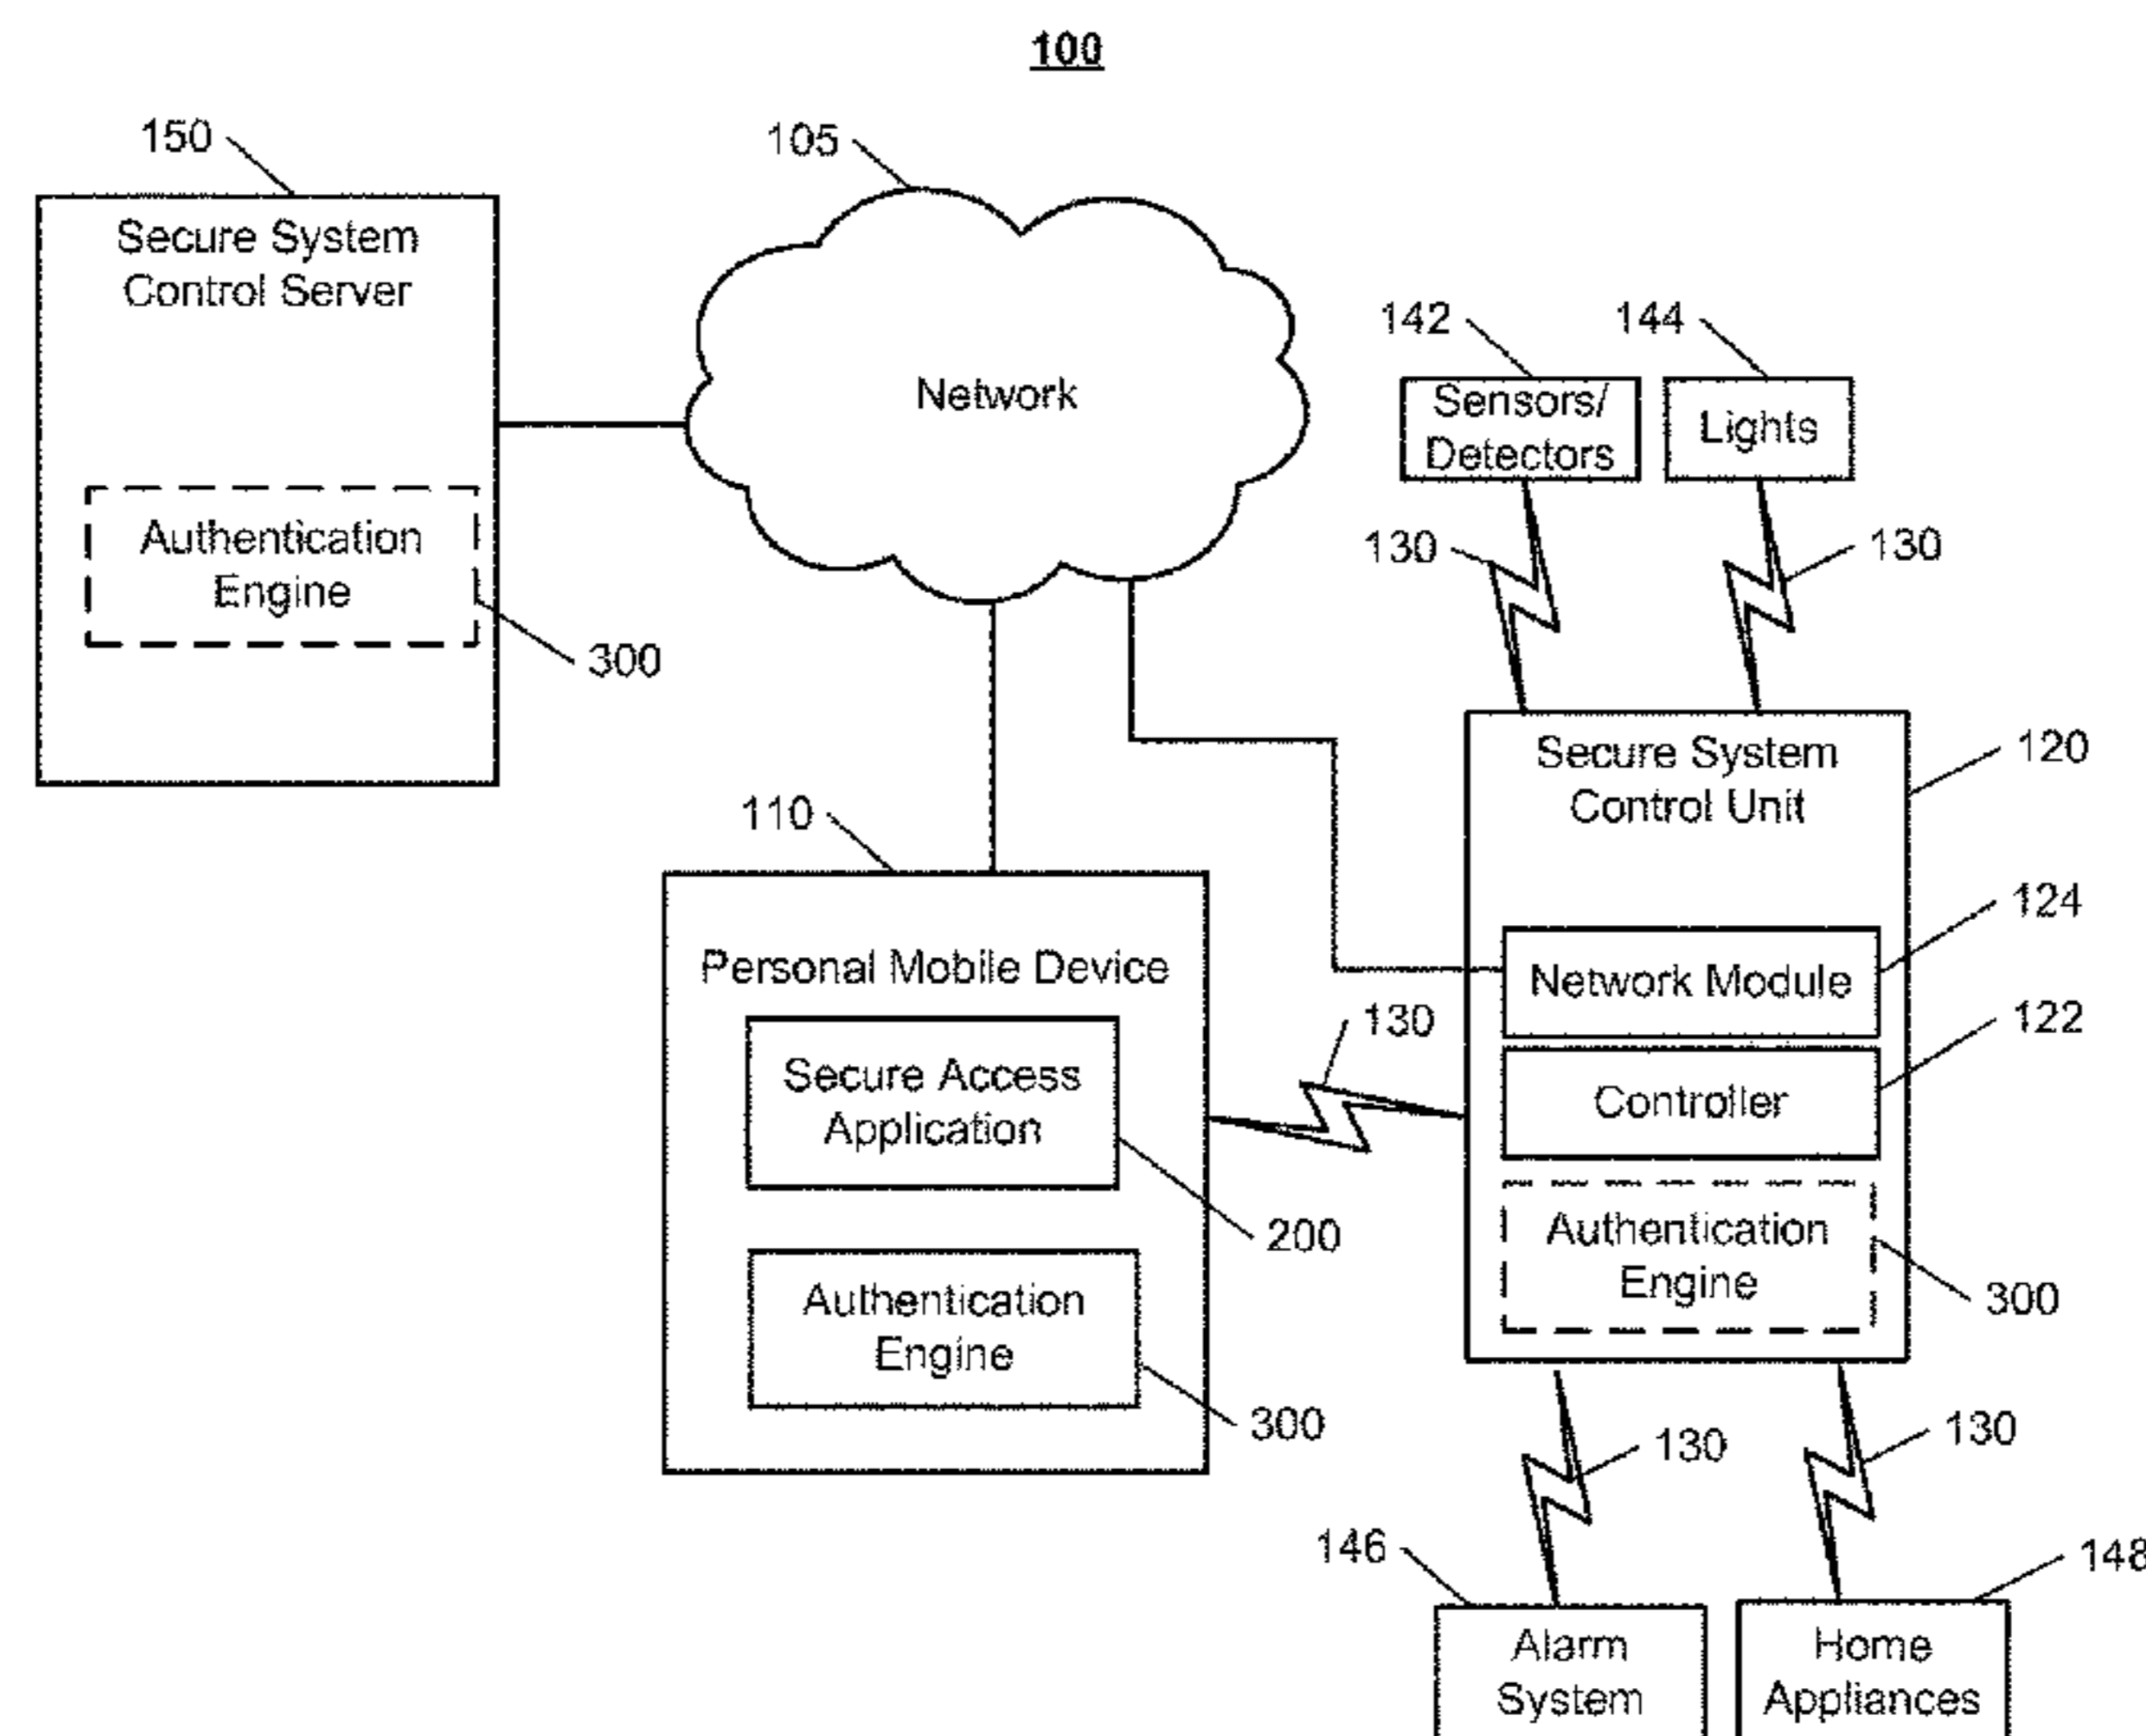 100
150
105
Secure System
Control Server
Network
142
144
Sensors/
Detectors
Lights
Authentication
Engine
130
130
300
Secure System
Control Unit
120
110
124
Personal Mobile Device
Network Module
130
122
Secure Access
Application
Controller
200
Authentication
Engine
Authentication
Engine
300
300
130
130
146
148
Alarm
System
Home
Appliances